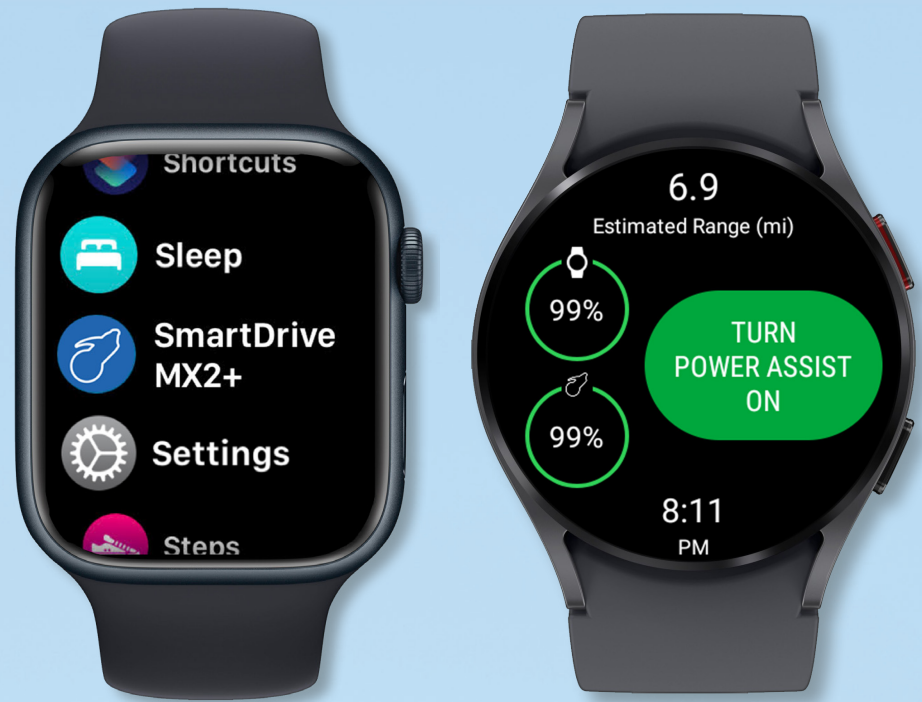 Shortcuts
Sleep
SmartDrive
MX2+
Settings
Steps
6.9
Estimated Range (mi)
99%
TURN
POWER ASSIST
ON
99%
8:11
PM